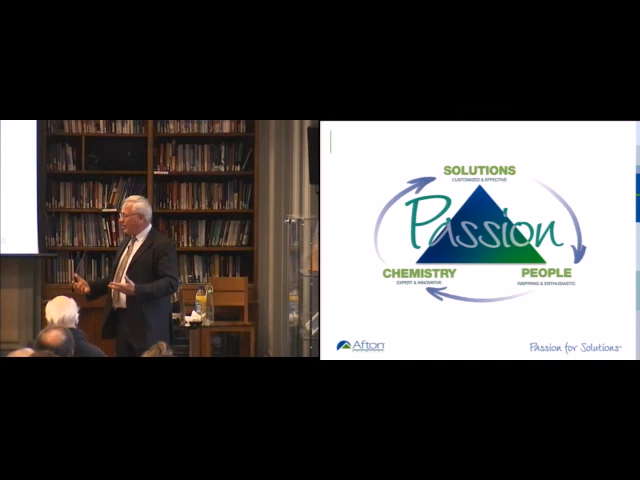 SOLUTIONS
CUSTOMIZED & EFFECTIVE
Passion
CHEMISTRY
EXPERT & INNOVATIVE
PEOPLE
INSPIRING & ENTHUSIASTIC
Afton
Passion for Solutions